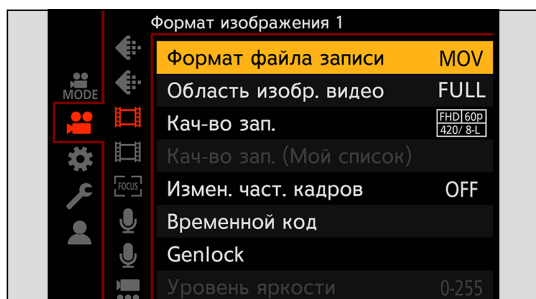 Формат изображения 1
Формат файла записи MOV
MODE
Область изобр. видео FULL
Кач-во зап. FHD 60p
420/ 8-L
Кач-во зап. (Мой список)
FOCUS
Измен. част. кадров OFF
Временной код
Genlock
Уровень яркости 0-255